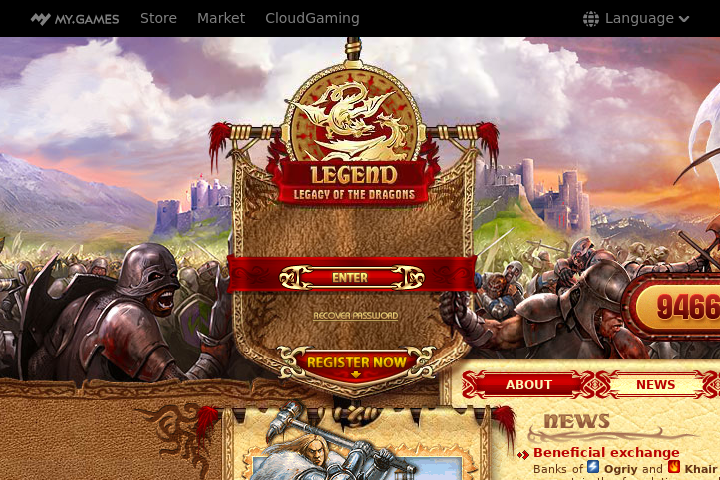 MY.GAMES Store Market CloudGaming Language
LEGEND
LEGACY OF THE DRAGONS
ENTER
9466
RECOVER PASSWORD
REGISTER NOW
ABOUT NEWS
NEWS
Beneficial exchange
Banks of Ogriy and Khair